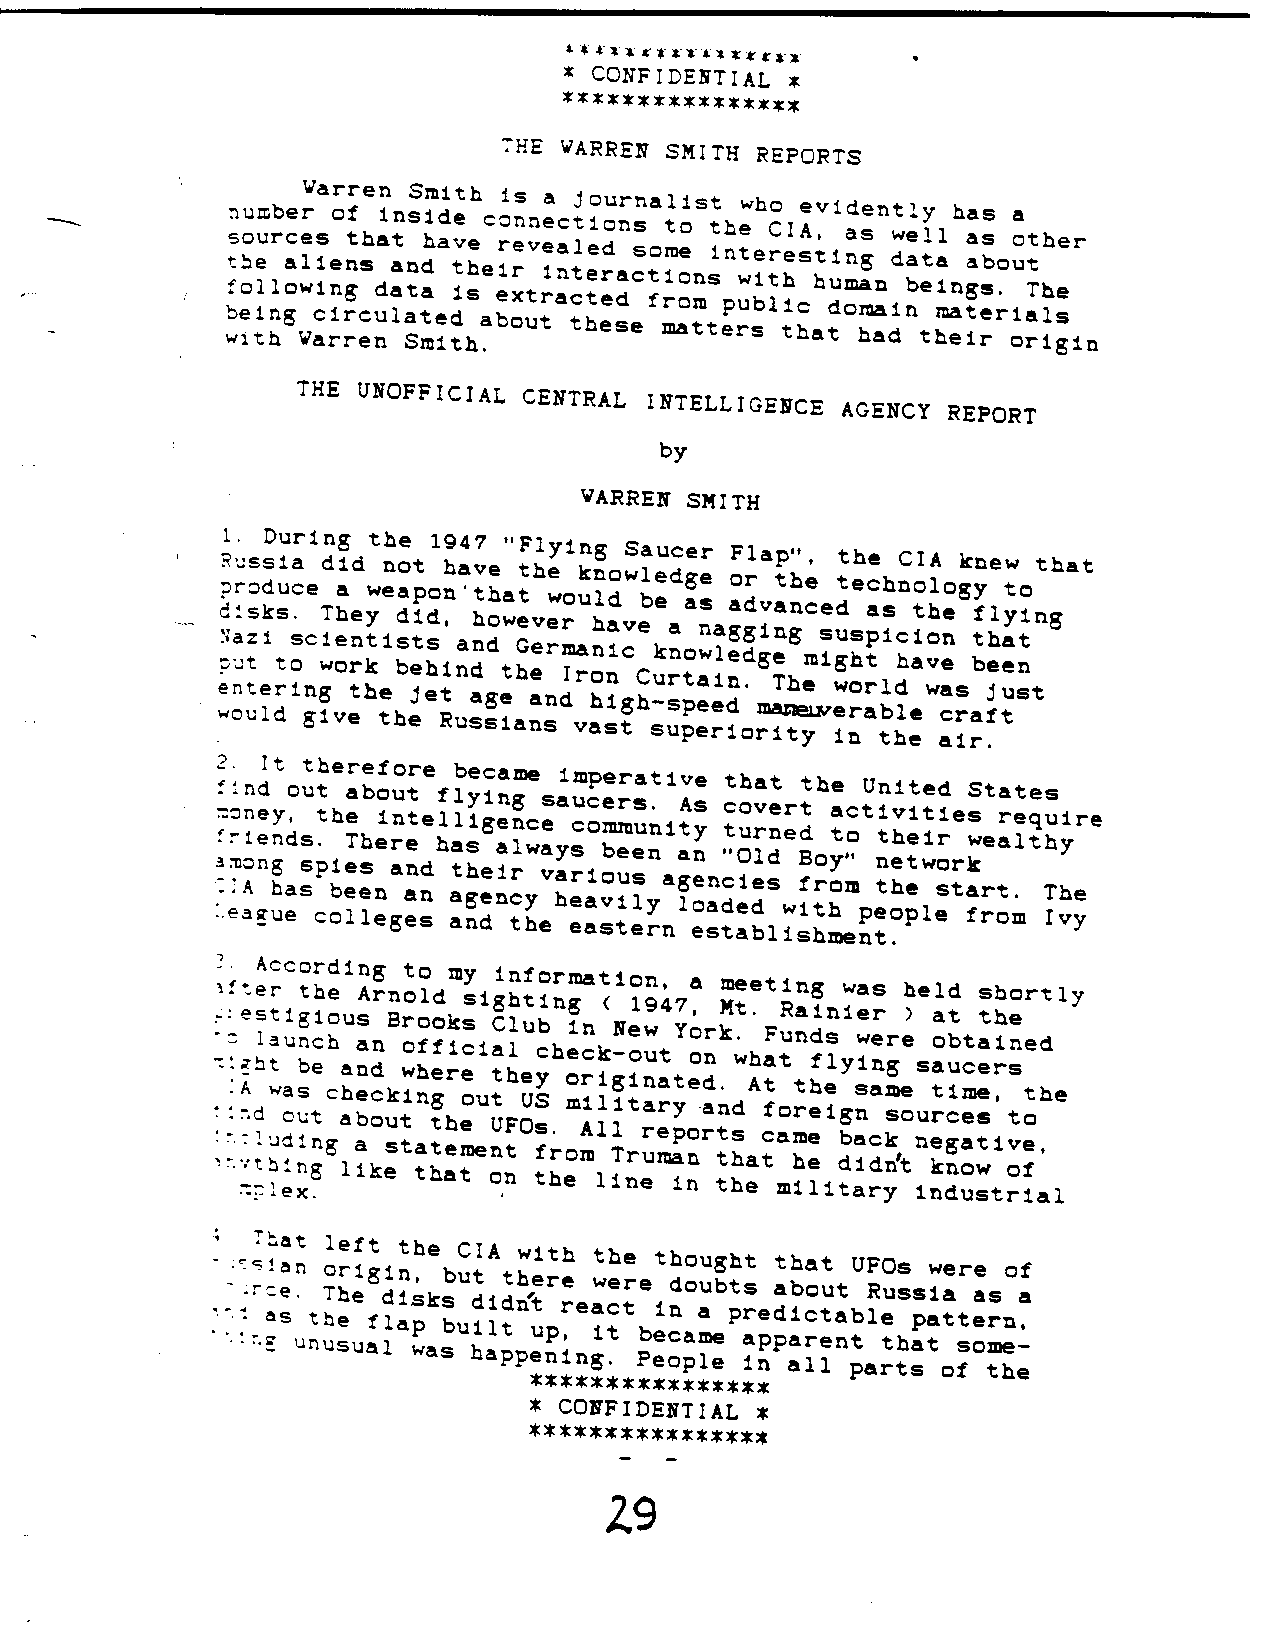 ****************
* CONFIDENTIAL *
****************
THE WARREN SMITH REPORTS
Warren Smith is a journalist who evidently has a
number of inside connections to the CIA, as well as other
sources that have revealed some interesting data about
the aliens and their interactions with human beings. The
following data is extracted from public domain materials
being circulated about these matters that had their origin
with Warren Smith.
THE UNOFFICIAL CENTRAL INTELLIGENCE AGENCY REPORT
by
WARREN SMITH
1. During the 1947 "Flying Saucer Flap", the CIA knew that
Russia did not have the knowledge or the technology to
produce a weapon that would be as advanced as the flying
disks. They did, however have a nagging suspicion that
Nazi scientists and Germanic knowledge might have been
put to work behind the Iron Curtain. The world was just
entering the jet age and high-speed maneuverable craft
would give the Russians vast superiority in the air.
2. It therefore became imperative that the United States
find out about flying saucers. As covert activities require
money, the intelligence community turned to their wealthy
friends. There has always been an "Old Boy" network
among spies and their various agencies from the start. The
CIA has been an agency heavily loaded with people from Ivy
League colleges and the eastern establishment.
3. According to my information, a meeting was held shortly
after the Arnold sighting ( 1947, Mt. Rainier ) at the
prestigious Brooks Club in New York. Funds were obtained
to launch an official check-out on what flying saucers
might be and where they originated. At the same time, the
CIA was checking out US military and foreign sources to
find out about the UFOs. All reports came back negative,
including a statement from Truman that he didn't know of
anything like that on the line in the military industrial
complex.
4 That left the CIA with the thought that UFOs were of
Russian origin, but there were doubts about Russia as a
source. The disks didn't react in a predictable pattern,
and as the flap built up, it became apparent that some-
thing unusual was happening. People in all parts of the
****************
* CONFIDENTIAL *
****************
- -
29